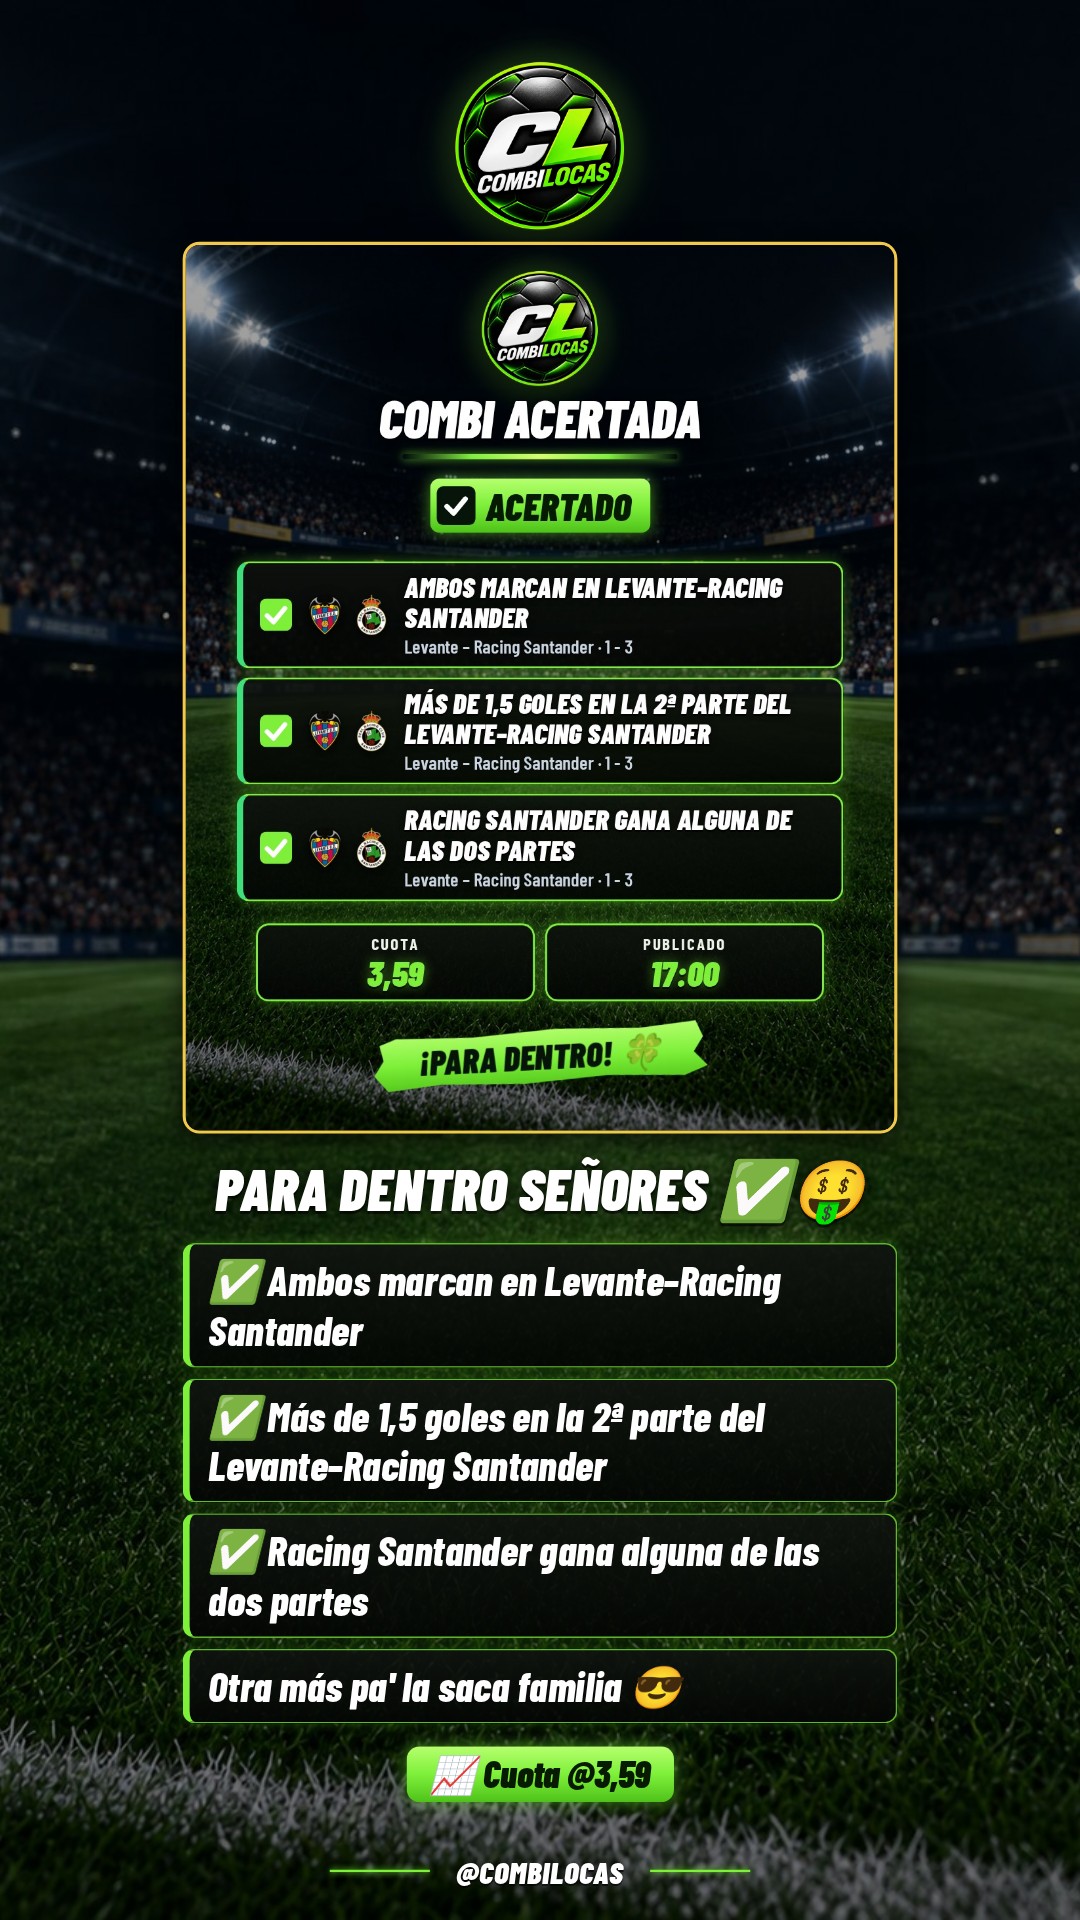 CL
COMBILOCAS
CL
COMBILOCAS
COMBI ACERTADA
ACERTADO
AMBOS MARCAN EN LEVANTE-RACING
SANTANDER
Levante - Racing Santander · 1 - 3
MÁS DE 1,5 GOLES EN LA 2ª PARTE DEL
LEVANTE-RACING SANTANDER
Levante - Racing Santander · 1 - 3
RACING SANTANDER GANA ALGUNA DE
LAS DOS PARTES
Levante - Racing Santander · 1 - 3
CUOTA
3,59
PUBLICADO
17:00
¡PARA DENTRO! 🍀
PARA DENTRO SEÑORES ✅🤑
✅ Ambos marcan en Levante-Racing
Santander
✅ Más de 1,5 goles en la 2ª parte del
Levante-Racing Santander
✅ Racing Santander gana alguna de las
dos partes
Otra más pa' la saca familia 😎
📈 Cuota @3,59
@COMBILOCAS